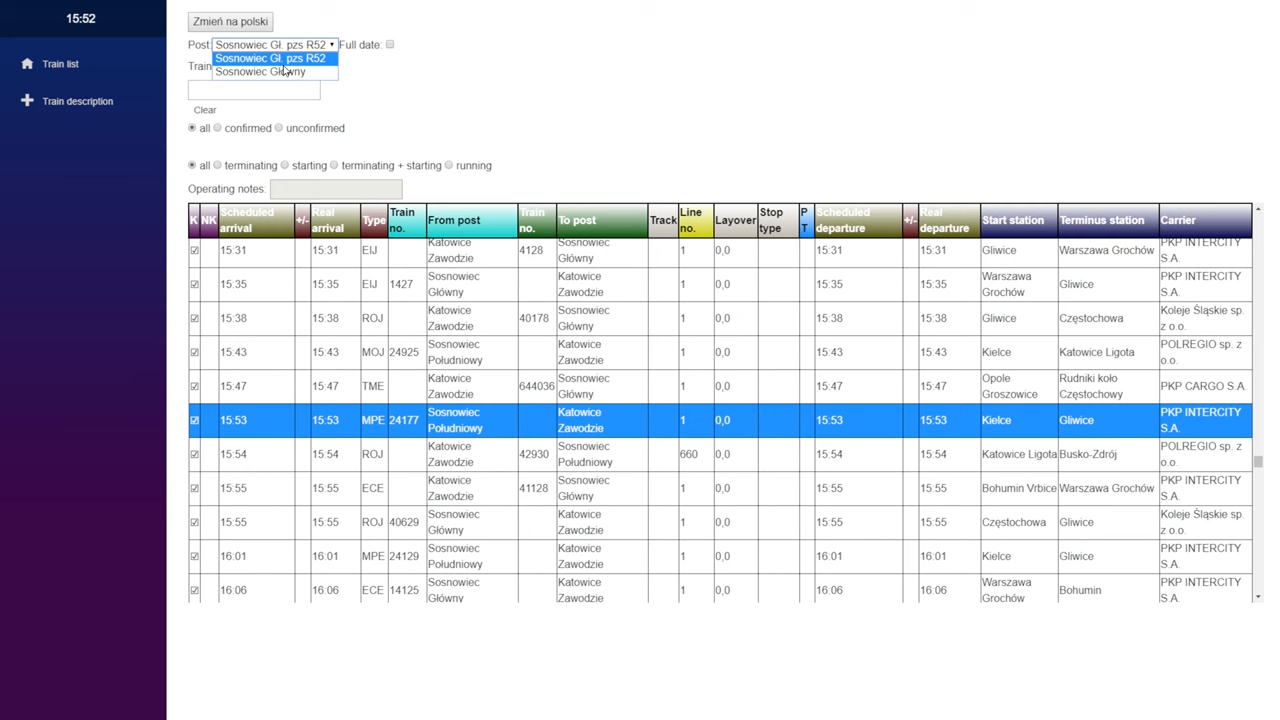 15:52
Train list
Train description
Zmień na polski
Post: Sosnowiec Gł. pzs R52 Full date:
Sosnowiec Gł. pzs R52
Sosnowiec Główny
Train
Clear
all confirmed unconfirmed
all terminating starting terminating + starting running
Operating notes:
K NK Scheduled arrival +/- Real arrival Type Train no. From post Train no. To post Track Line no. Layover Stop type P T Scheduled departure +/- Real departure Start station Terminus station Carrier
15:31 15:31 EIJ Katowice Zawodzie 4128 Sosnowiec Główny 1 0,0 15:31 15:31 Gliwice Warszawa Grochów PKP INTERCITY S.A.
15:35 15:35 EIJ 1427 Sosnowiec Główny Katowice Zawodzie 1 0,0 15:35 15:35 Warszawa Grochów Gliwice PKP INTERCITY S.A.
15:38 15:38 ROJ Katowice Zawodzie 40178 Sosnowiec Główny 1 0,0 15:38 15:38 Gliwice Częstochowa Koleje Śląskie sp. z o.o.
15:43 15:43 MOJ 24925 Sosnowiec Południowy Katowice Zawodzie 1 0,0 15:43 15:43 Kielce Katowice Ligota POLREGIO sp. z o.o.
15:47 15:47 TME Katowice Zawodzie 644036 Sosnowiec Główny 1 0,0 15:47 15:47 Opole Groszowice Rudniki koło Częstochowy PKP CARGO S.A.
15:53 15:53 MPE 24177 Sosnowiec Południowy Katowice Zawodzie 1 0,0 15:53 15:53 Kielce Gliwice PKP INTERCITY S.A.
15:54 15:54 ROJ Katowice Zawodzie 42930 Sosnowiec Południowy 660 0,0 15:54 15:54 Katowice Ligota Busko-Zdrój POLREGIO sp. z o.o.
15:55 15:55 ECE Katowice Zawodzie 41128 Sosnowiec Główny 1 0,0 15:55 15:55 Bohumin Vrbice Warszawa Grochów PKP INTERCITY S.A.
15:55 15:55 ROJ 40629 Sosnowiec Główny Katowice Zawodzie 1 0,0 15:55 15:55 Częstochowa Gliwice Koleje Śląskie sp. z o.o.
16:01 16:01 MPE 24129 Sosnowiec Południowy Katowice Zawodzie 1 0,0 16:01 16:01 Kielce Gliwice PKP INTERCITY S.A.
16:06 16:06 ECE 14125 Sosnowiec Główny Katowice Zawodzie 1 0,0 16:06 16:06 Warszawa Grochów Bohumin PKP INTERCITY S.A.